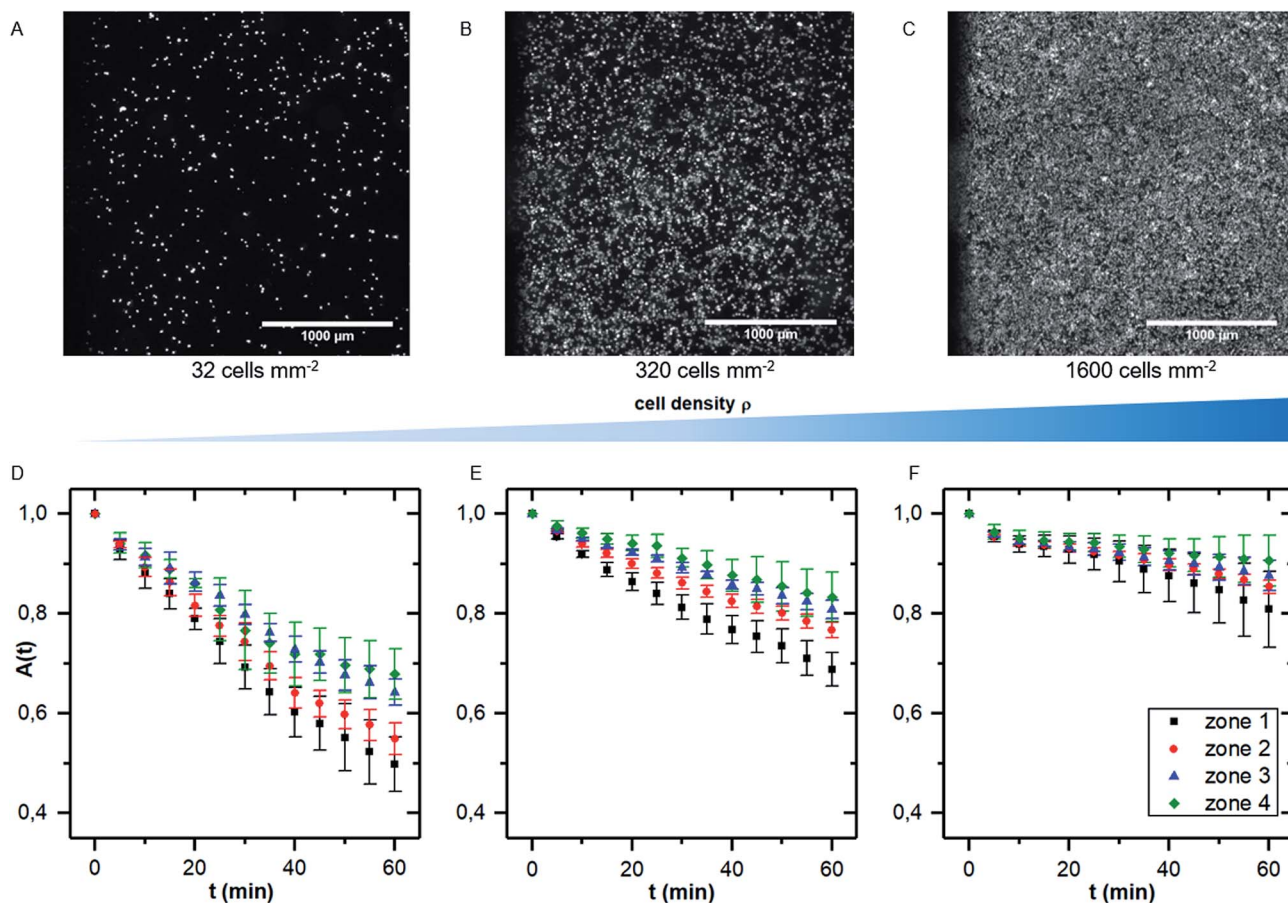 A
B
C
1000 µm
1000 µm
1000 µm
32 cells mm-2
320 cells mm-2
1600 cells mm-2
cell density ρ
D
E
F
1,0
0,8
0,6
0,4
A(t)
0 20 40 60
t (min)
1,0
0,8
0,6
0,4
0 20 40 60
t (min)
1,0
0,8
0,6
0,4
zone 1
zone 2
zone 3
zone 4
0 20 40 60
t (min)